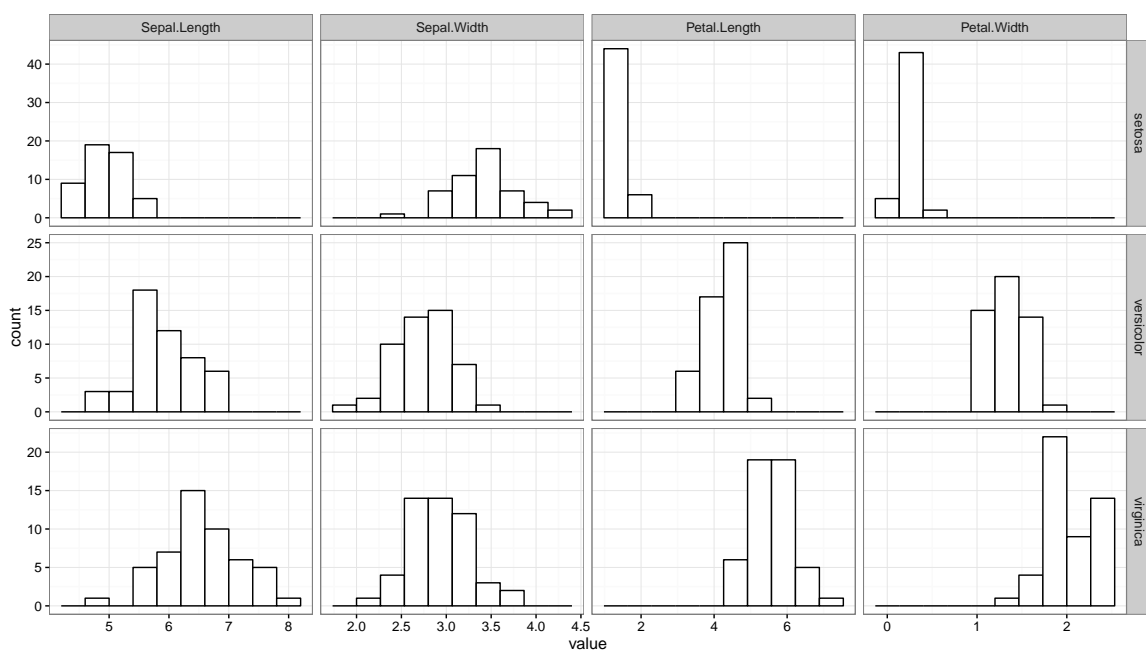 Sepal.Length Sepal.Width Petal.Length Petal.Width
40
30
20
10
0
setosa
25
20
15
10
5
0
versicolor
20
15
10
5
0
virginica
count
5 6 7 8 2.0 2.5 3.0 3.5 4.0 4.5 2 4 6 0 1 2
value